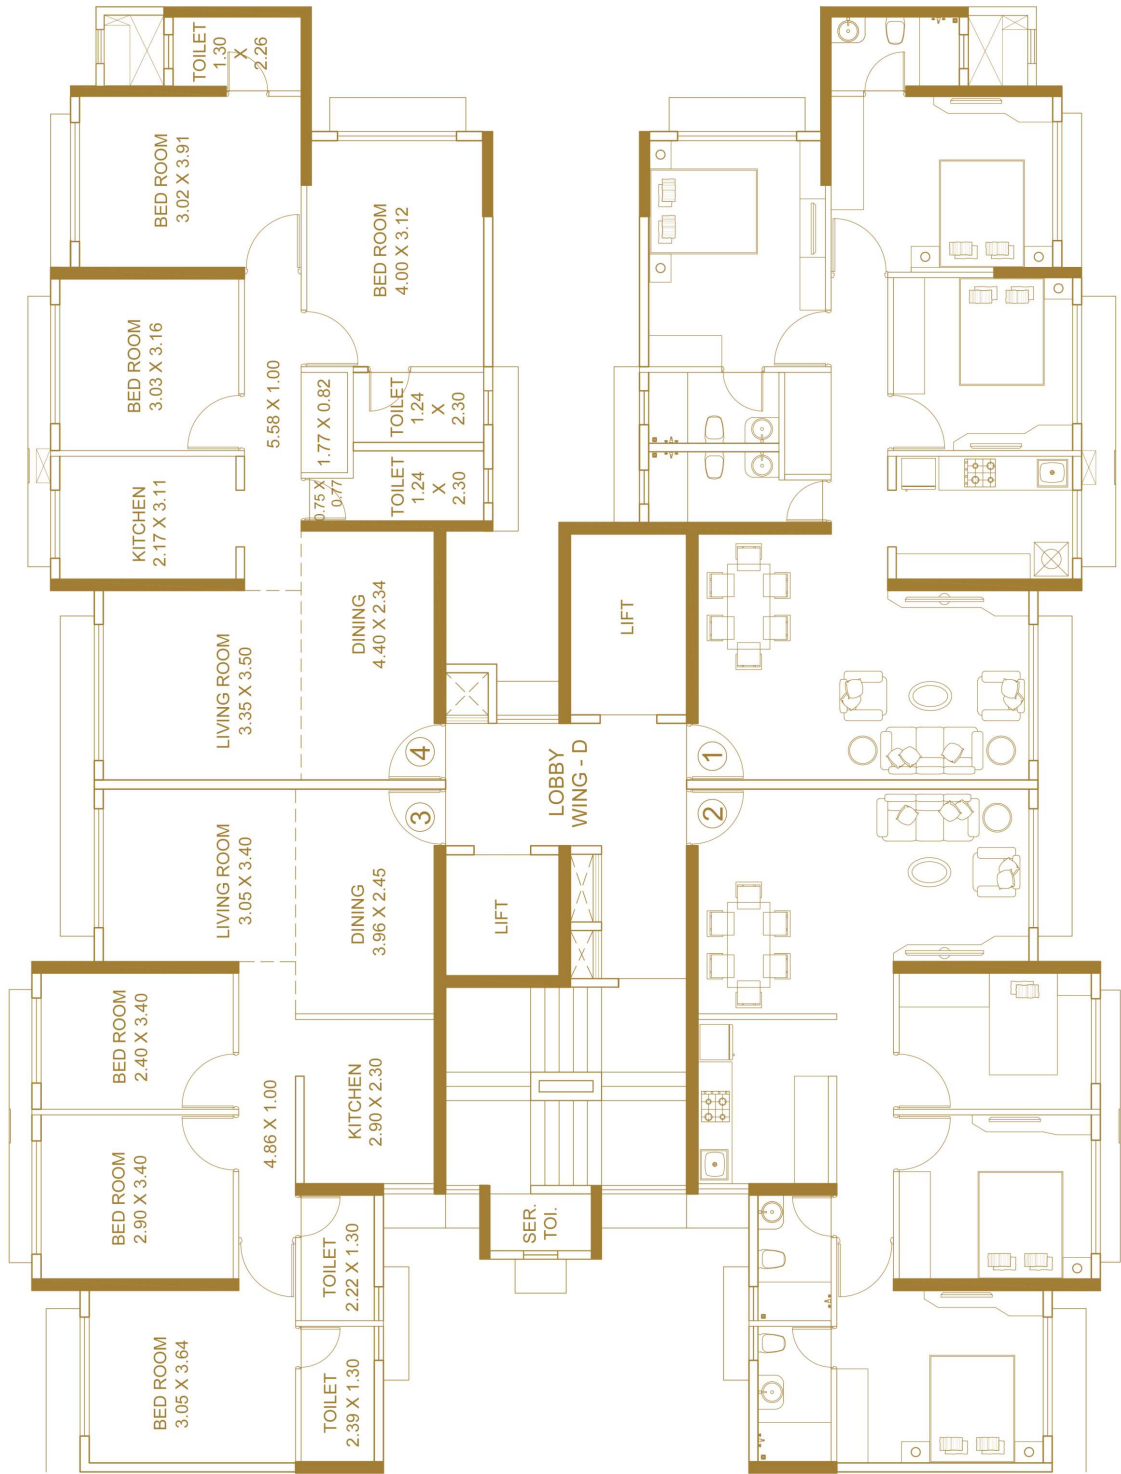 TOILET
1.30
X
2.26
BED ROOM
3.02 X 3.91
BED ROOM
4.00 X 3.12
BED ROOM
3.03 X 3.16
5.58 X 1.00
1.77 X 0.82
TOILET
1.24
X
2.30
TOILET
1.24
X
2.30
0.75 X
0.77
KITCHEN
2.17 X 3.11
LIVING ROOM
3.35 X 3.50
DINING
4.40 X 2.34
LIFT
4
1
LOBBY
WING - D
3
2
LIVING ROOM
3.05 X 3.40
DINING
3.96 X 2.45
LIFT
BED ROOM
2.40 X 3.40
BED ROOM
2.90 X 3.40
4.86 X 1.00
KITCHEN
2.90 X 2.30
SER.
TOI.
TOILET
2.22 X 1.30
BED ROOM
3.05 X 3.64
TOILET
2.39 X 1.30